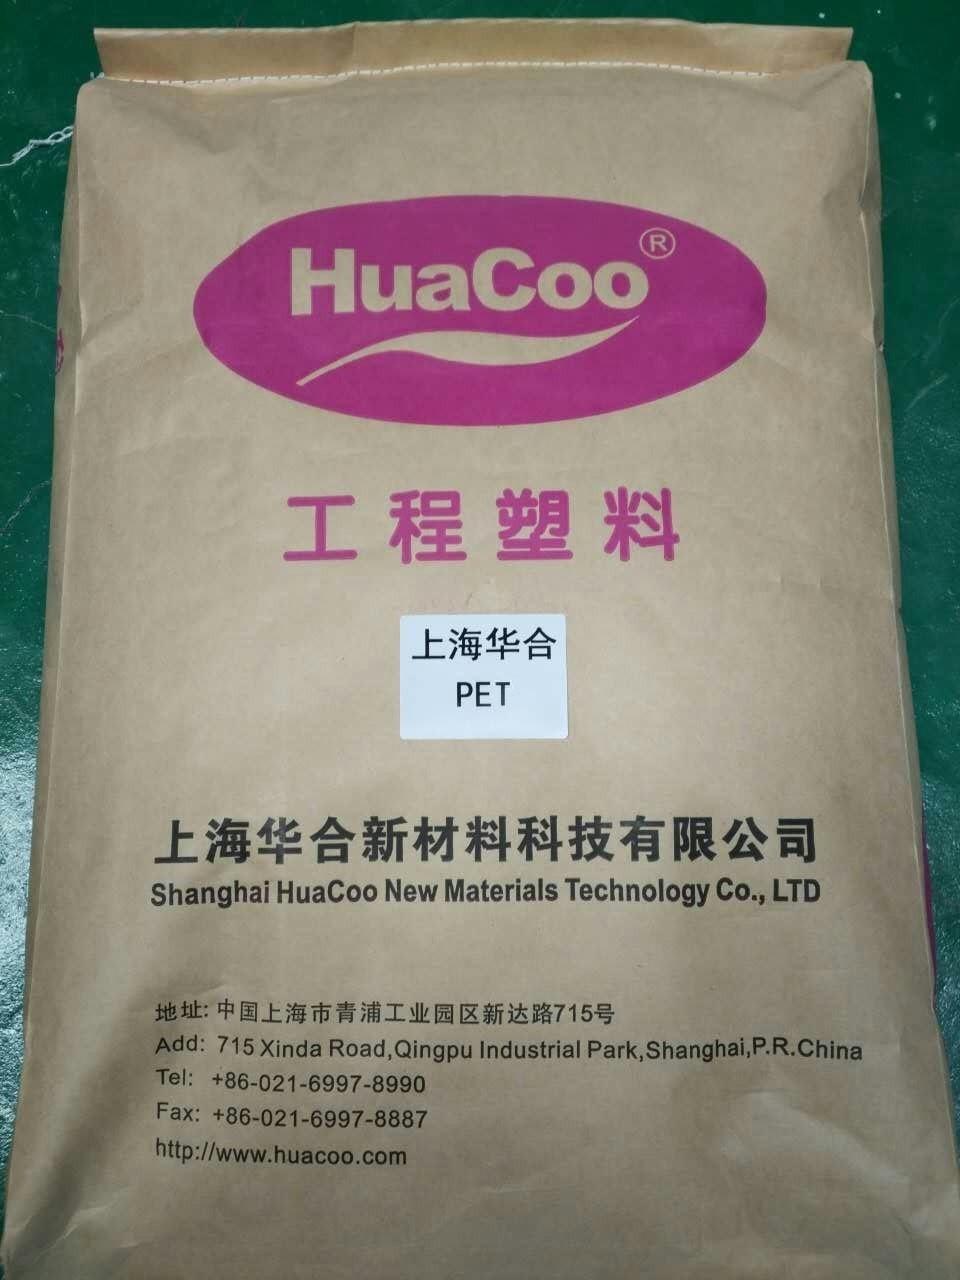 HuaCoo®
工程塑料
上海华合
PET
上海华合新材料科技有限公司
Shanghai HuaCoo New Materials Technology Co., LTD
地址: 中国上海市青浦工业园区新达路715号
Add: 715 Xinda Road,Qingpu Industrial Park,Shanghai,P.R.China
Tel: +86-021-6997-8990
Fax: +86-021-6997-8887
http://www.huacoo.com